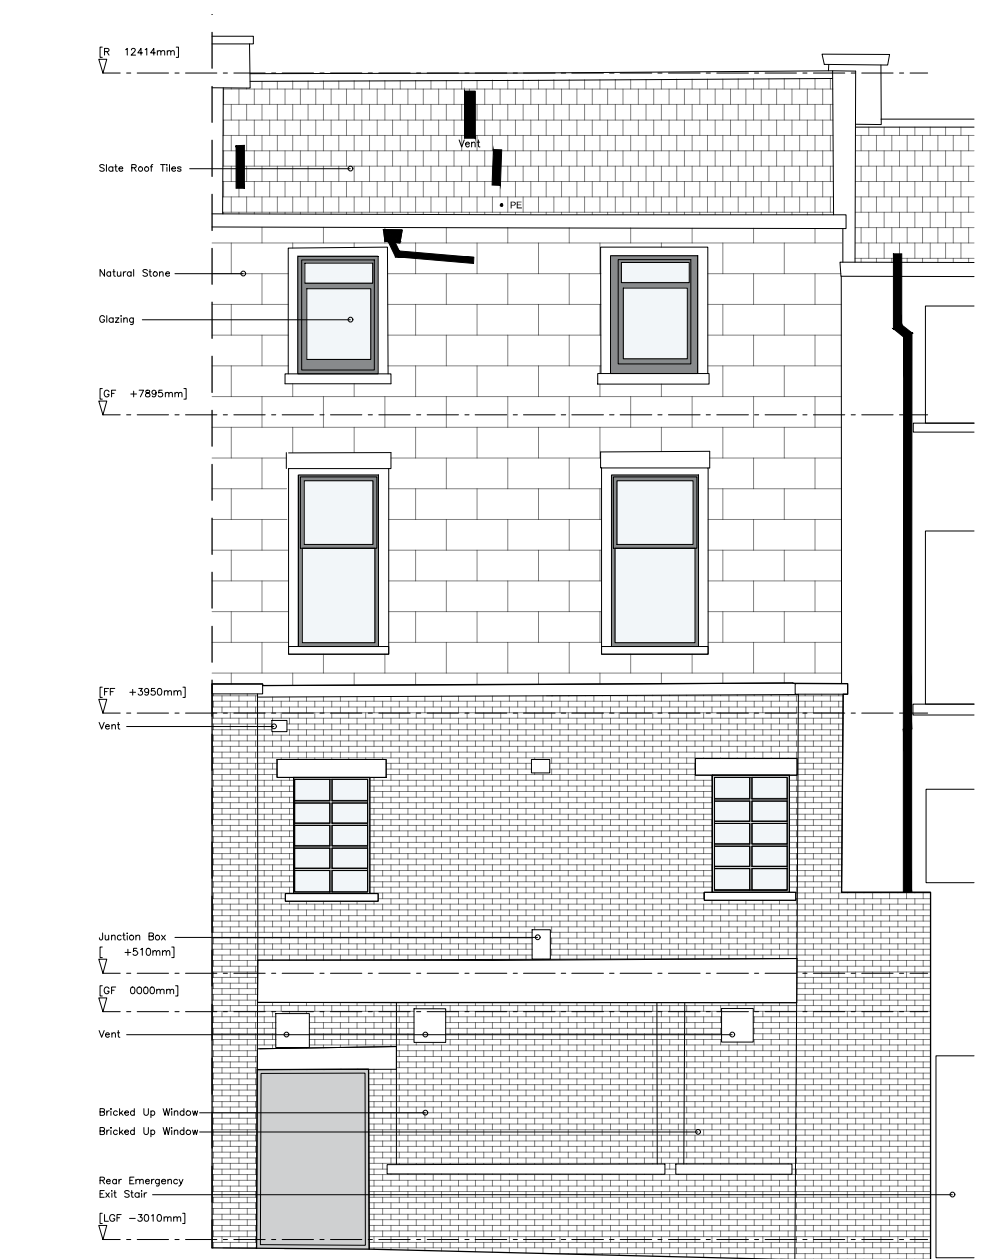 [R 12414mm]
Vent
Slate Roof Tiles
PE
Natural Stone
Glazing
[GF +7895mm]
[FF +3950mm]
Vent
Junction Box
[ +510mm]
[GF 0000mm]
Vent
Bricked Up Window
Bricked Up Window
Rear Emergency
Exit Stair
[LGF -3010mm]